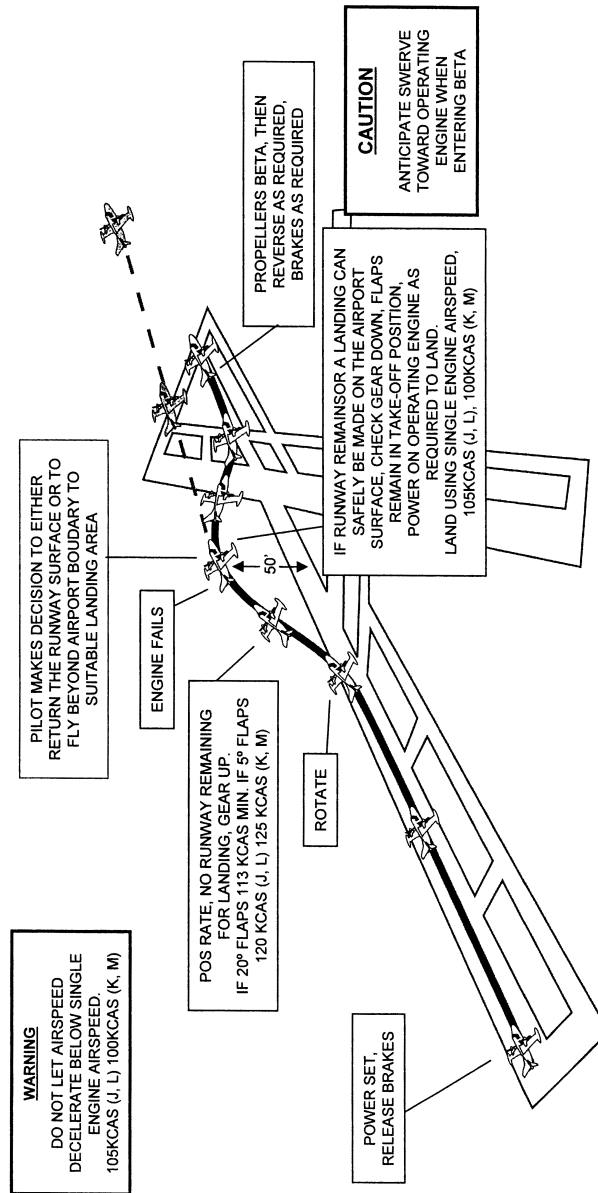 WARNING
DO NOT LET AIRSPEED
DECELERATE BELOW SINGLE
ENGINE AIRSPEED.
105KCAS (J, L) 100KCAS (K, M)
PILOT MAKES DECISION TO EITHER
RETURN THE RUNWAY SURFACE OR TO
FLY BEYOND AIRPORT BOUDARY TO
SUITABLE LANDING AREA
ENGINE FAILS
POS RATE, NO RUNWAY REMAINING
FOR LANDING, GEAR UP.
IF 20º FLAPS 113 KCAS MIN. IF 5º FLAPS
120 KCAS (J, L) 125 KCAS (K, M)
ROTATE
POWER SET,
RELEASE BRAKES
50'
PROPELLERS BETA, THEN
REVERSE AS REQUIRED,
BRAKES AS REQUIRED
IF RUNWAY REMAINSOR A LANDING CAN
SAFELY BE MADE ON THE AIRPORT
SURFACE, CHECK GEAR DOWN, FLAPS
REMAIN IN TAKE-OFF POSITION,
POWER ON OPERATING ENGINE AS
REQUIRED TO LAND.
LAND USING SINGLE ENGINE AIRSPEED,
105KCAS (J, L), 100KCAS (K, M)
CAUTION
ANTICIPATE SWERVE
TOWARD OPERATING
ENGINE WHEN
ENTERING BETA